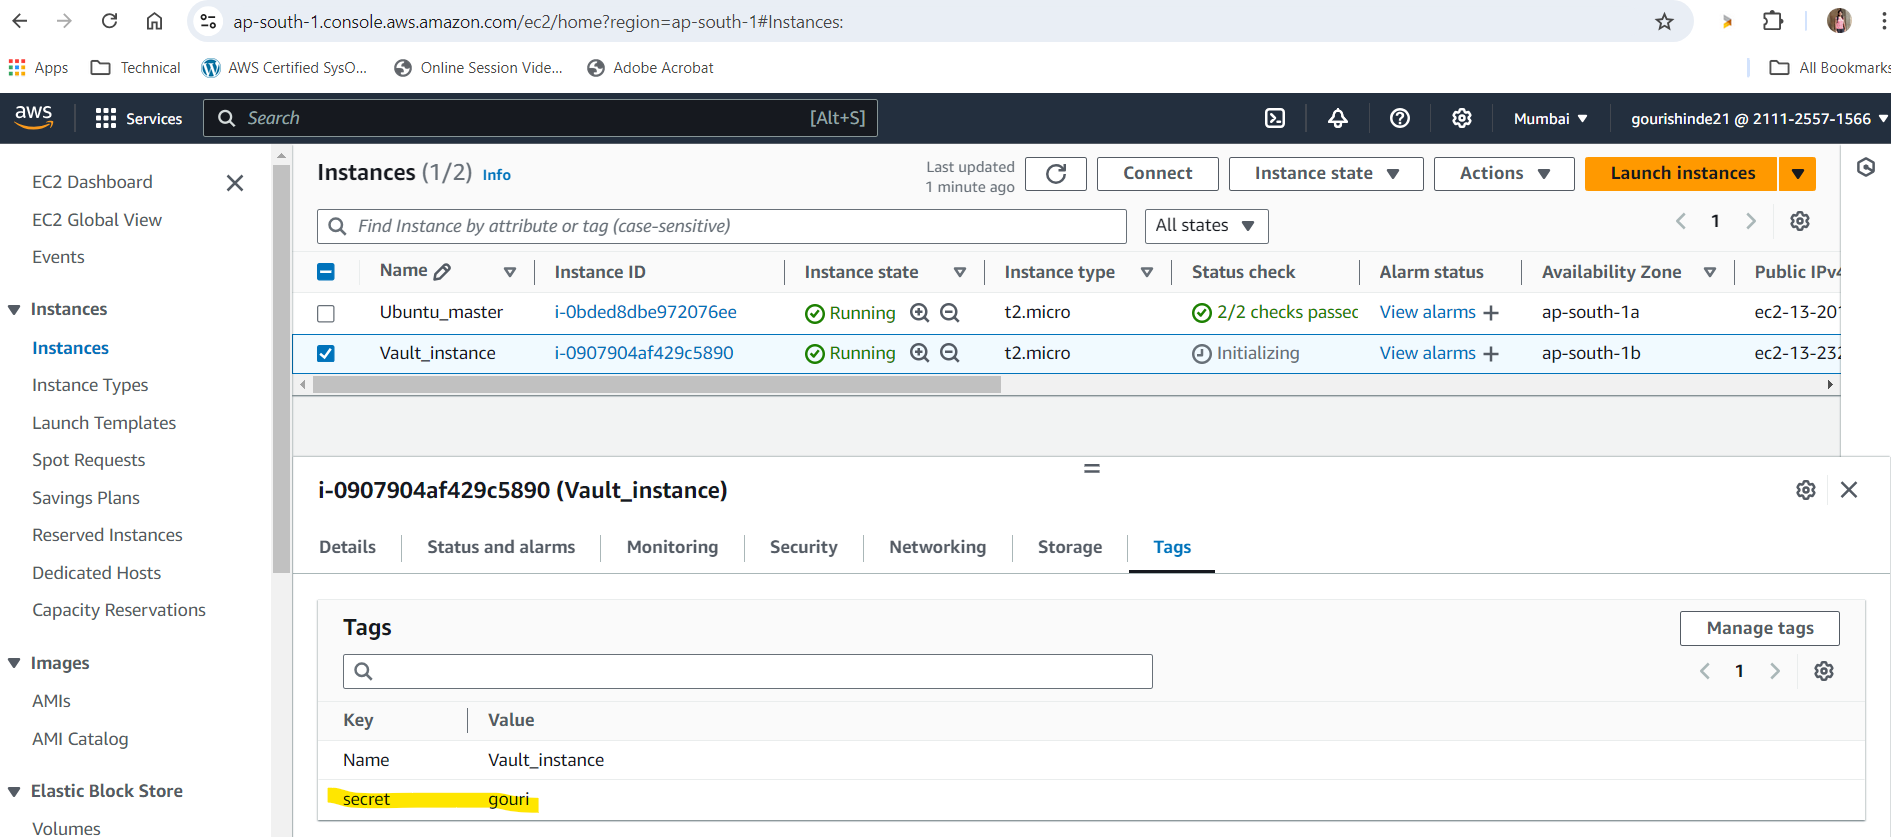 ap-south-1.console.aws.amazon.com/ec2/home?region=ap-south-1#Instances:
Apps Technical AWS Certified SysO... Online Session Vide... Adobe Acrobat All Bookmarks
aws Services Search [Alt+S] Mumbai gourishinde21 @ 2111-2557-1566
EC2 Dashboard
EC2 Global View
Events
Instances
Instances
Instance Types
Launch Templates
Spot Requests
Savings Plans
Reserved Instances
Dedicated Hosts
Capacity Reservations
Images
AMIs
AMI Catalog
Elastic Block Store
Volumes
Instances (1/2) Info
Last updated
1 minute ago
Connect Instance state Actions Launch instances
Find Instance by attribute or tag (case-sensitive) All states 1
Name Instance ID Instance state Instance type Status check Alarm status Availability Zone Public IPv4
Ubuntu_master i-0bded8dbe972076ee Running t2.micro 2/2 checks passec View alarms + ap-south-1a ec2-13-201
Vault_instance i-0907904af429c5890 Running t2.micro Initializing View alarms + ap-south-1b ec2-13-232
i-0907904af429c5890 (Vault_instance)
Details Status and alarms Monitoring Security Networking Storage Tags
Tags Manage tags
1
Key Value
Name Vault_instance
secret gouri